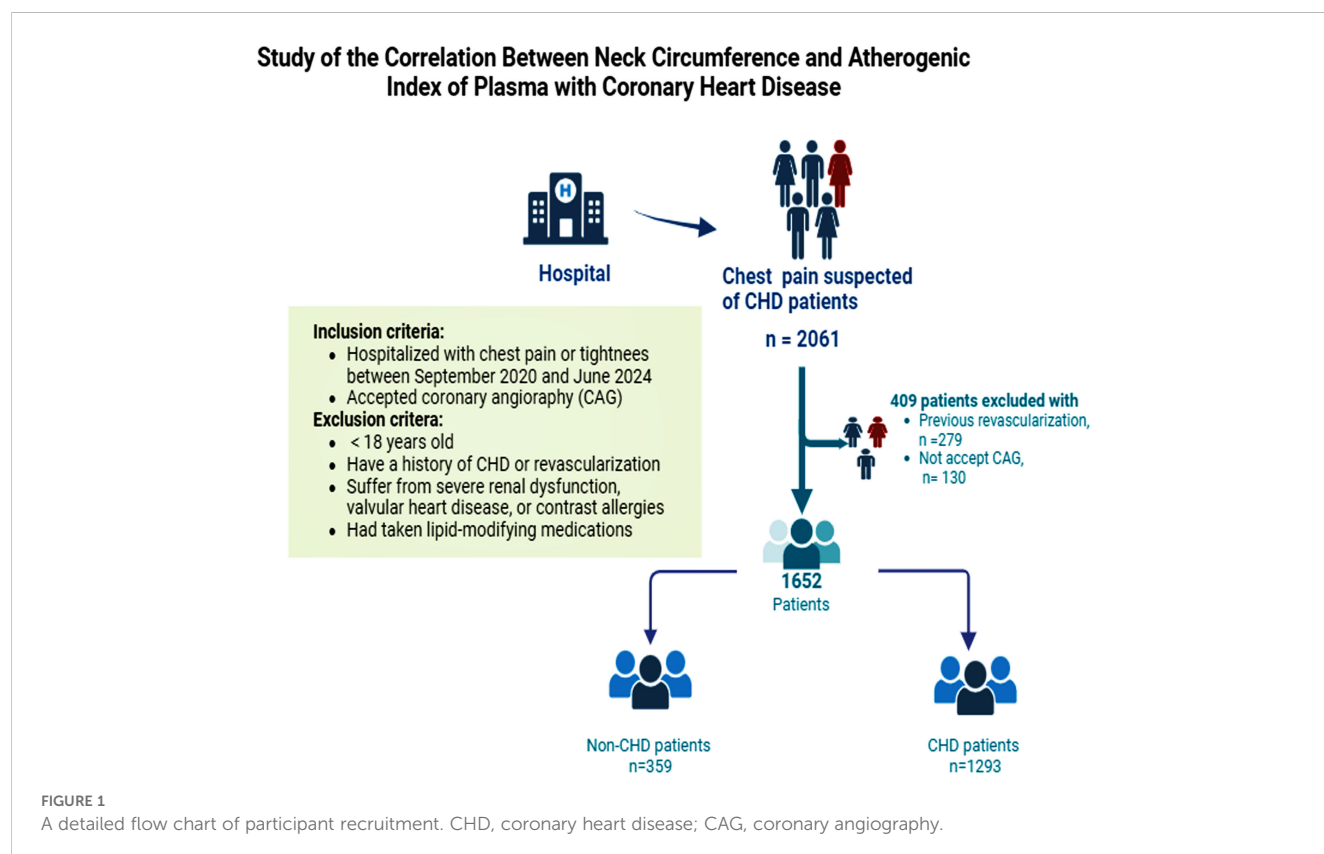 Study of the Correlation Between Neck Circumference and Atherogenic
Index of Plasma with Coronary Heart Disease
H
Hospital
Chest pain suspected
of CHD patients
n = 2061
Inclusion criteria:
• Hospitalized with chest pain or tightnees
between September 2020 and June 2024
• Accepted coronary angioraphy (CAG)
Exclusion critera:
• < 18 years old
• Have a history of CHD or revascularization
• Suffer from severe renal dysfunction,
valvular heart disease, or contrast allergies
• Had taken lipid-modifying medications
409 patients excluded with
• Previous revascularization,
n =279
• Not accept CAG,
n= 130
1652
Patients
Non-CHD patients
n=359
CHD patients
n=1293
FIGURE 1
A detailed flow chart of participant recruitment. CHD, coronary heart disease; CAG, coronary angiography.